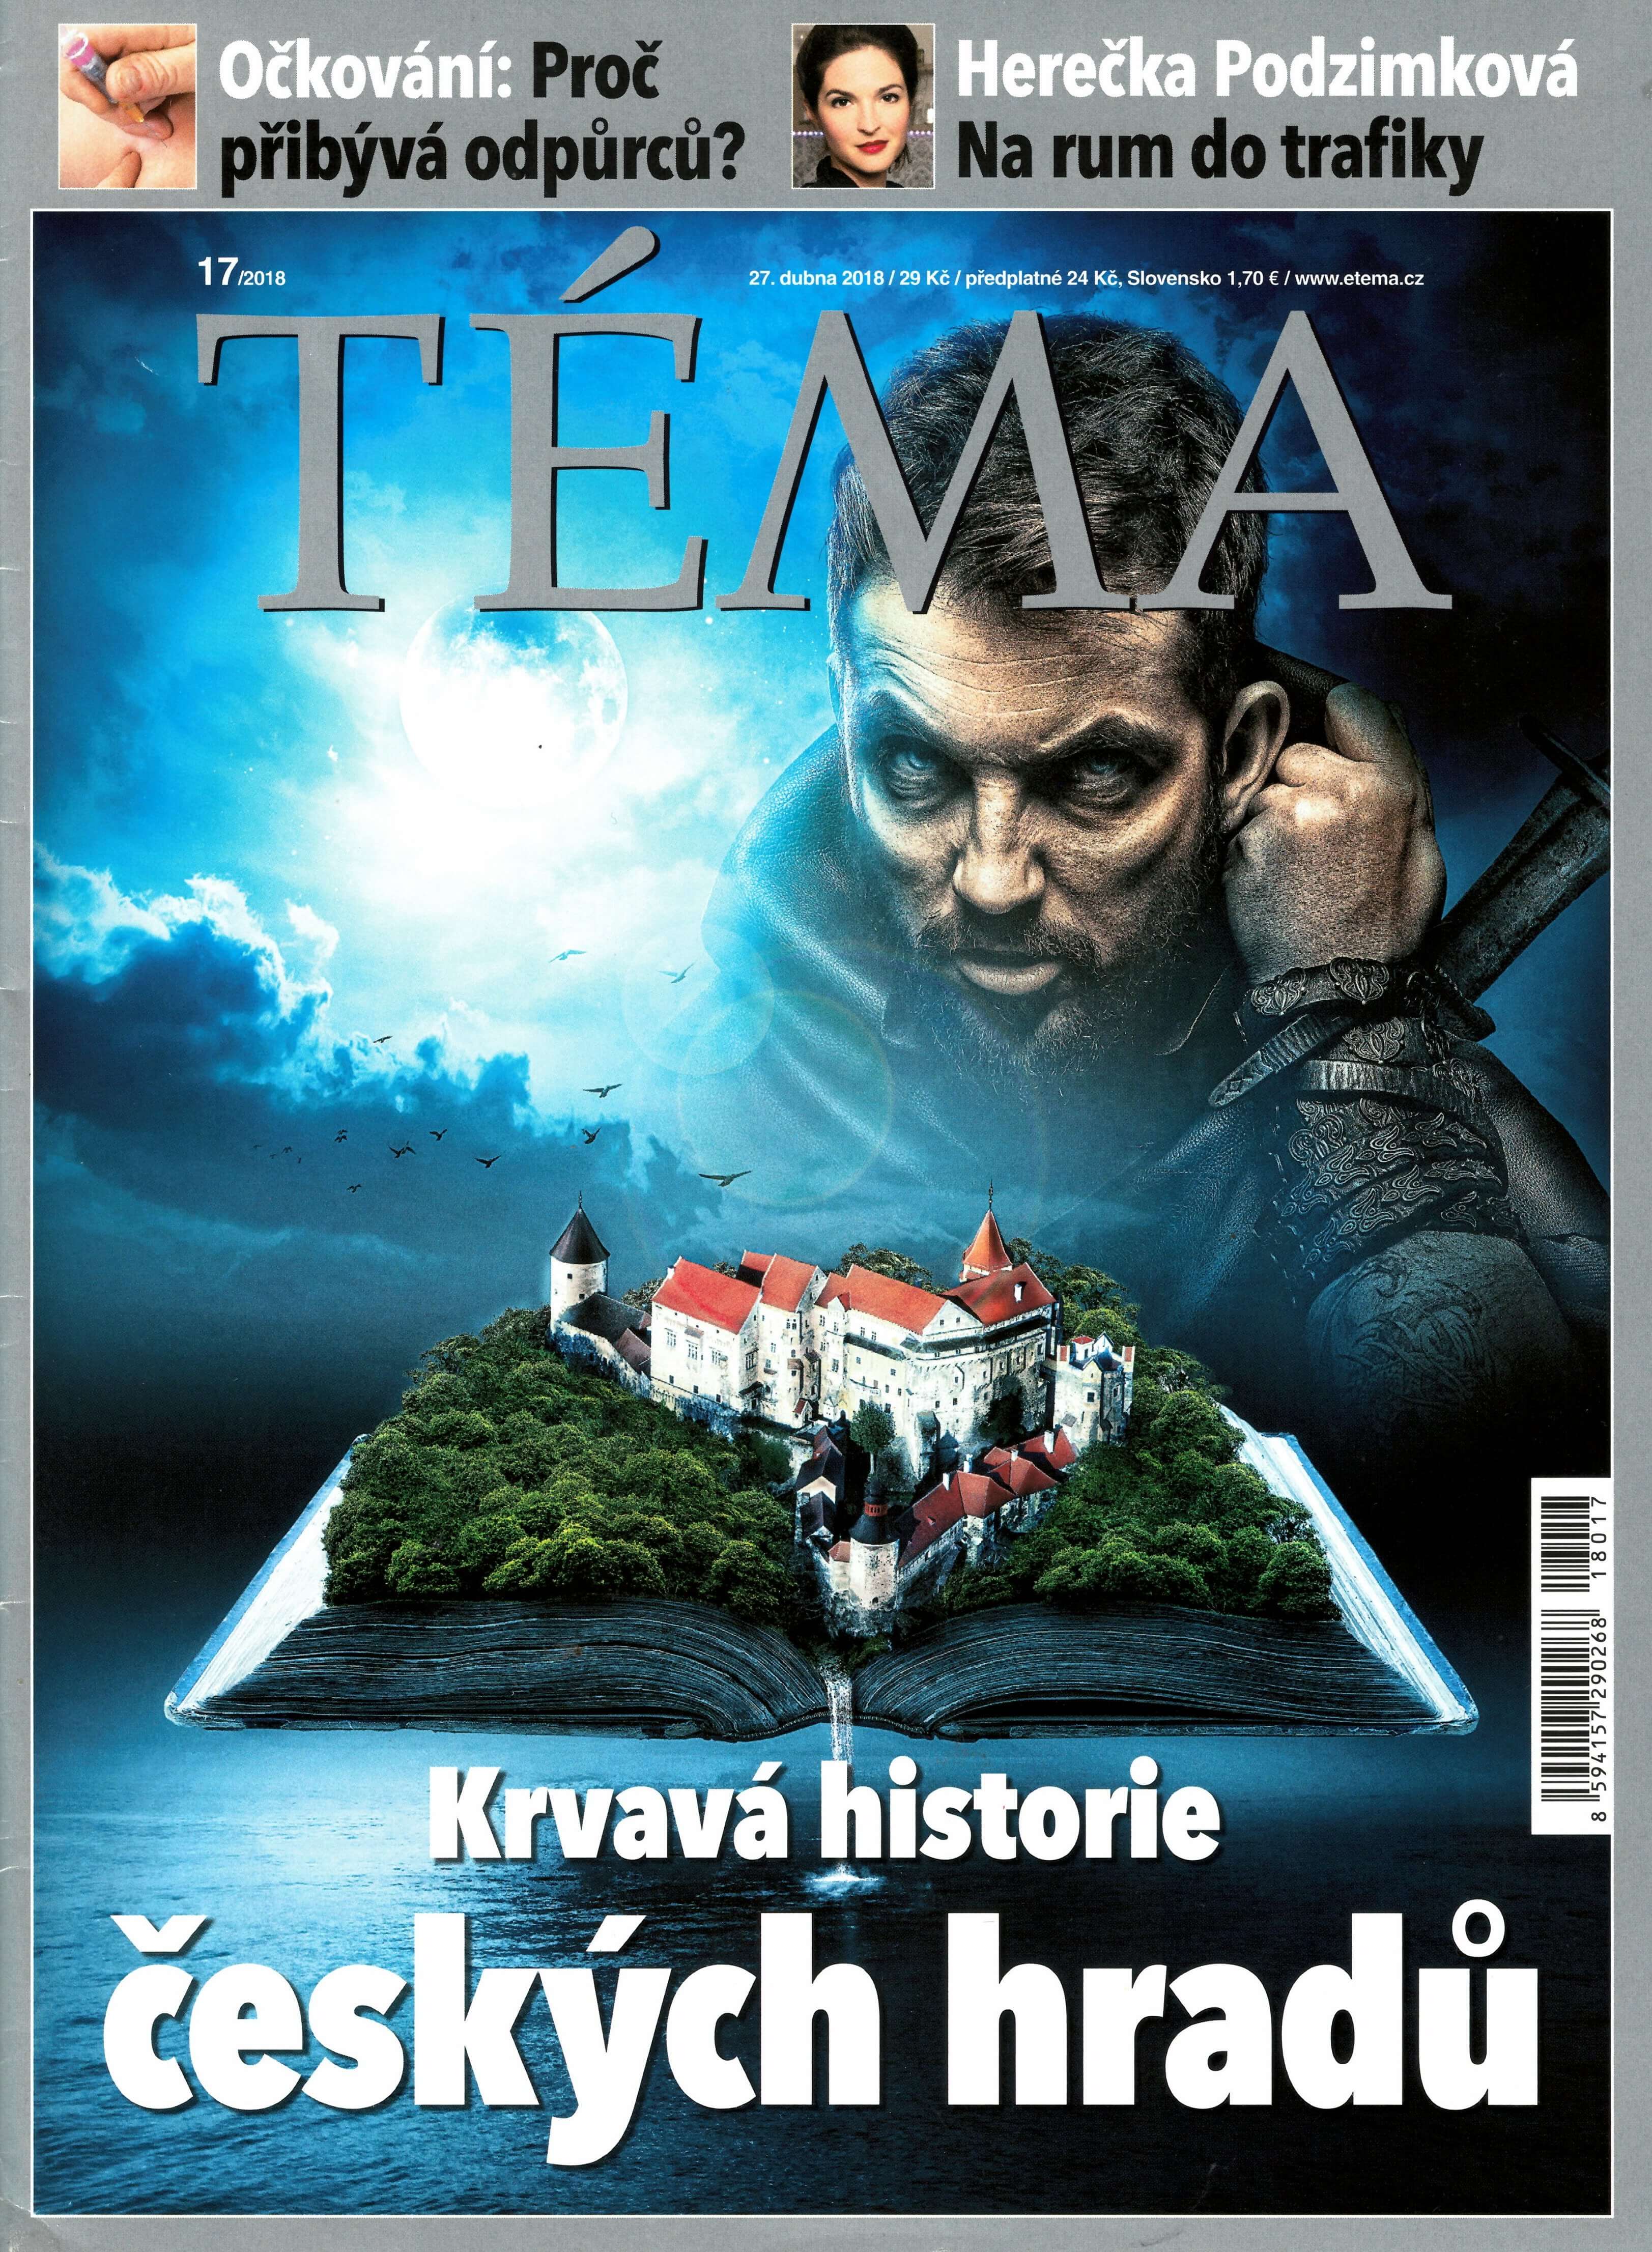 Očkování: Proč
přibývá odpůrců?
Herečka Podzimková
Na rum do trafiky
17/2018
27. dubna 2018 / 29 Kč / předplatné 24 Kč, Slovensko 1,70 € / www.etema.cz
TÉMA
Krvavá historie
českých hradů
8 594157 290268 18017